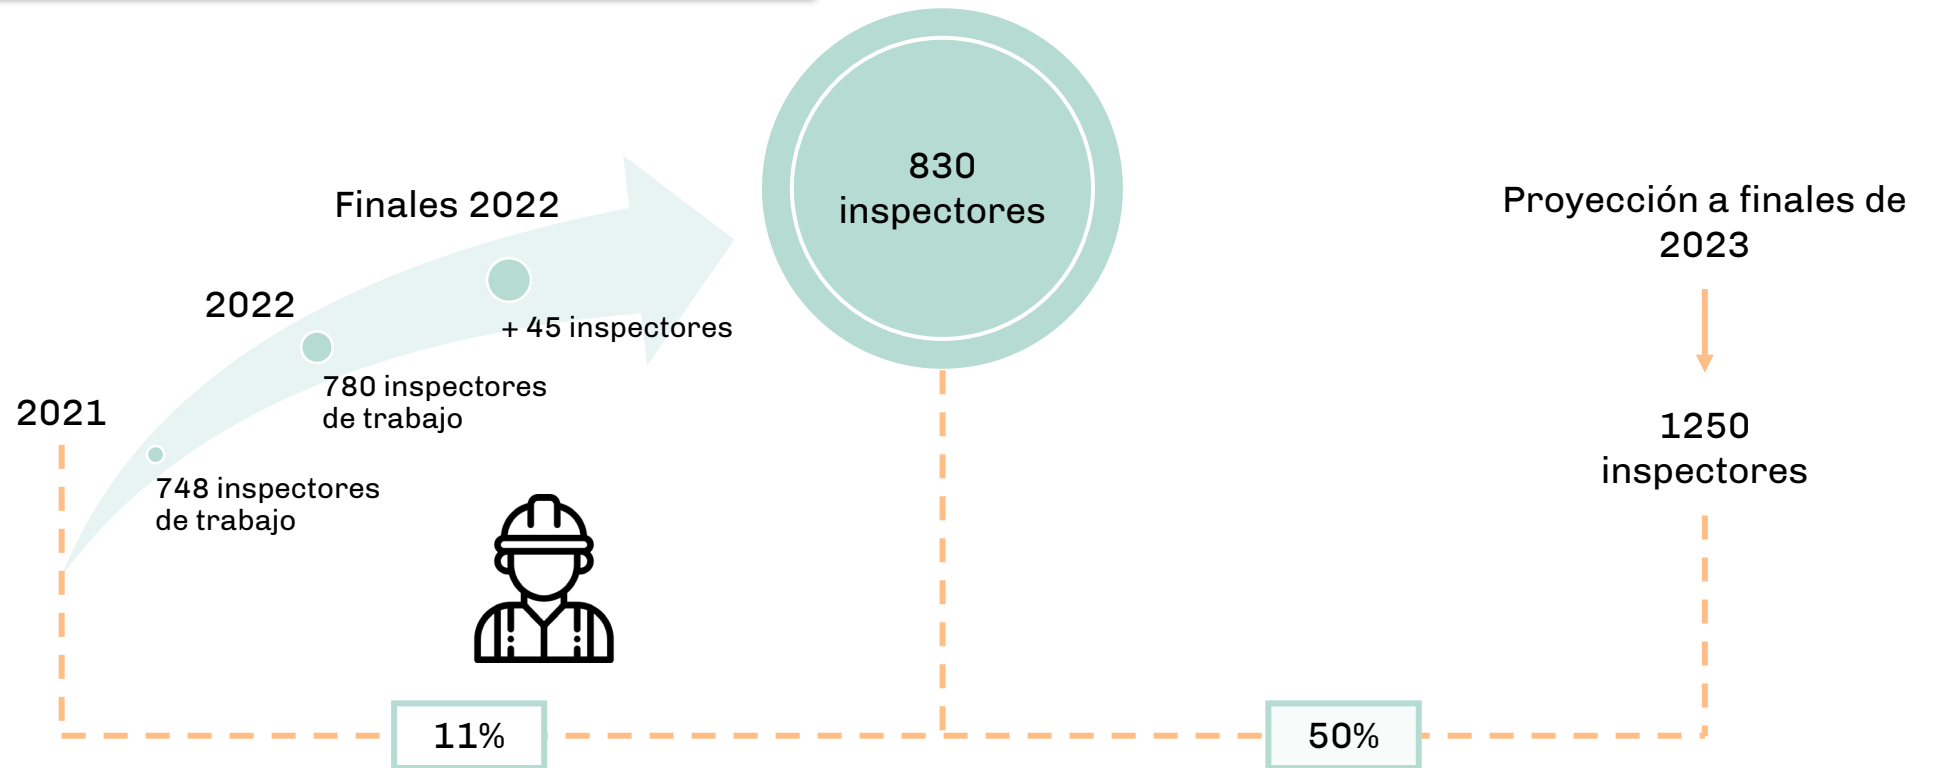 2021
748 inspectores
de trabajo
2022
780 inspectores
de trabajo
Finales 2022
+ 45 inspectores
830
inspectores
Proyección a finales de
2023
1250
inspectores
11%
50%